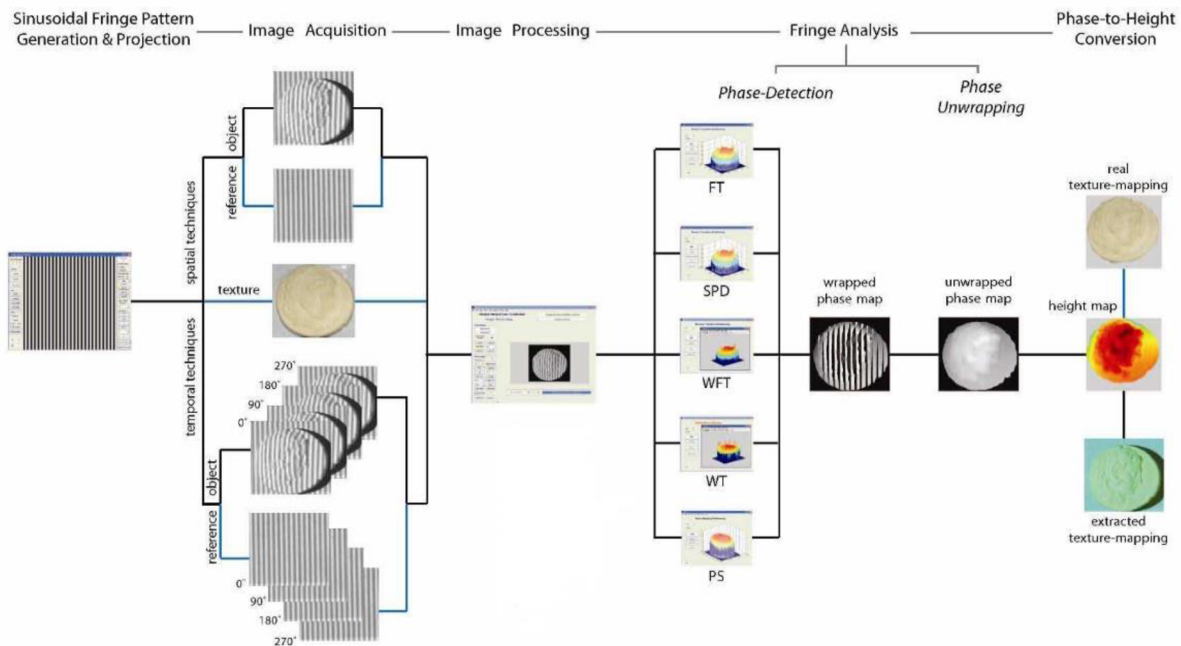 Sinusoidal Fringe Pattern
Generation & Projection
Image Acquisition
Image Processing
Fringe Analysis
Phase-to-Height
Conversion
Phase-Detection
Phase
Unwrapping
object
reference
spatial techniques
texture
temporal techniques
270°
180°
90°
0°
object
reference
0°
90°
180°
270°
FT
SPD
WFT
WT
PS
wrapped
phase map
unwrapped
phase map
real
texture-mapping
height map
extracted
texture-mapping